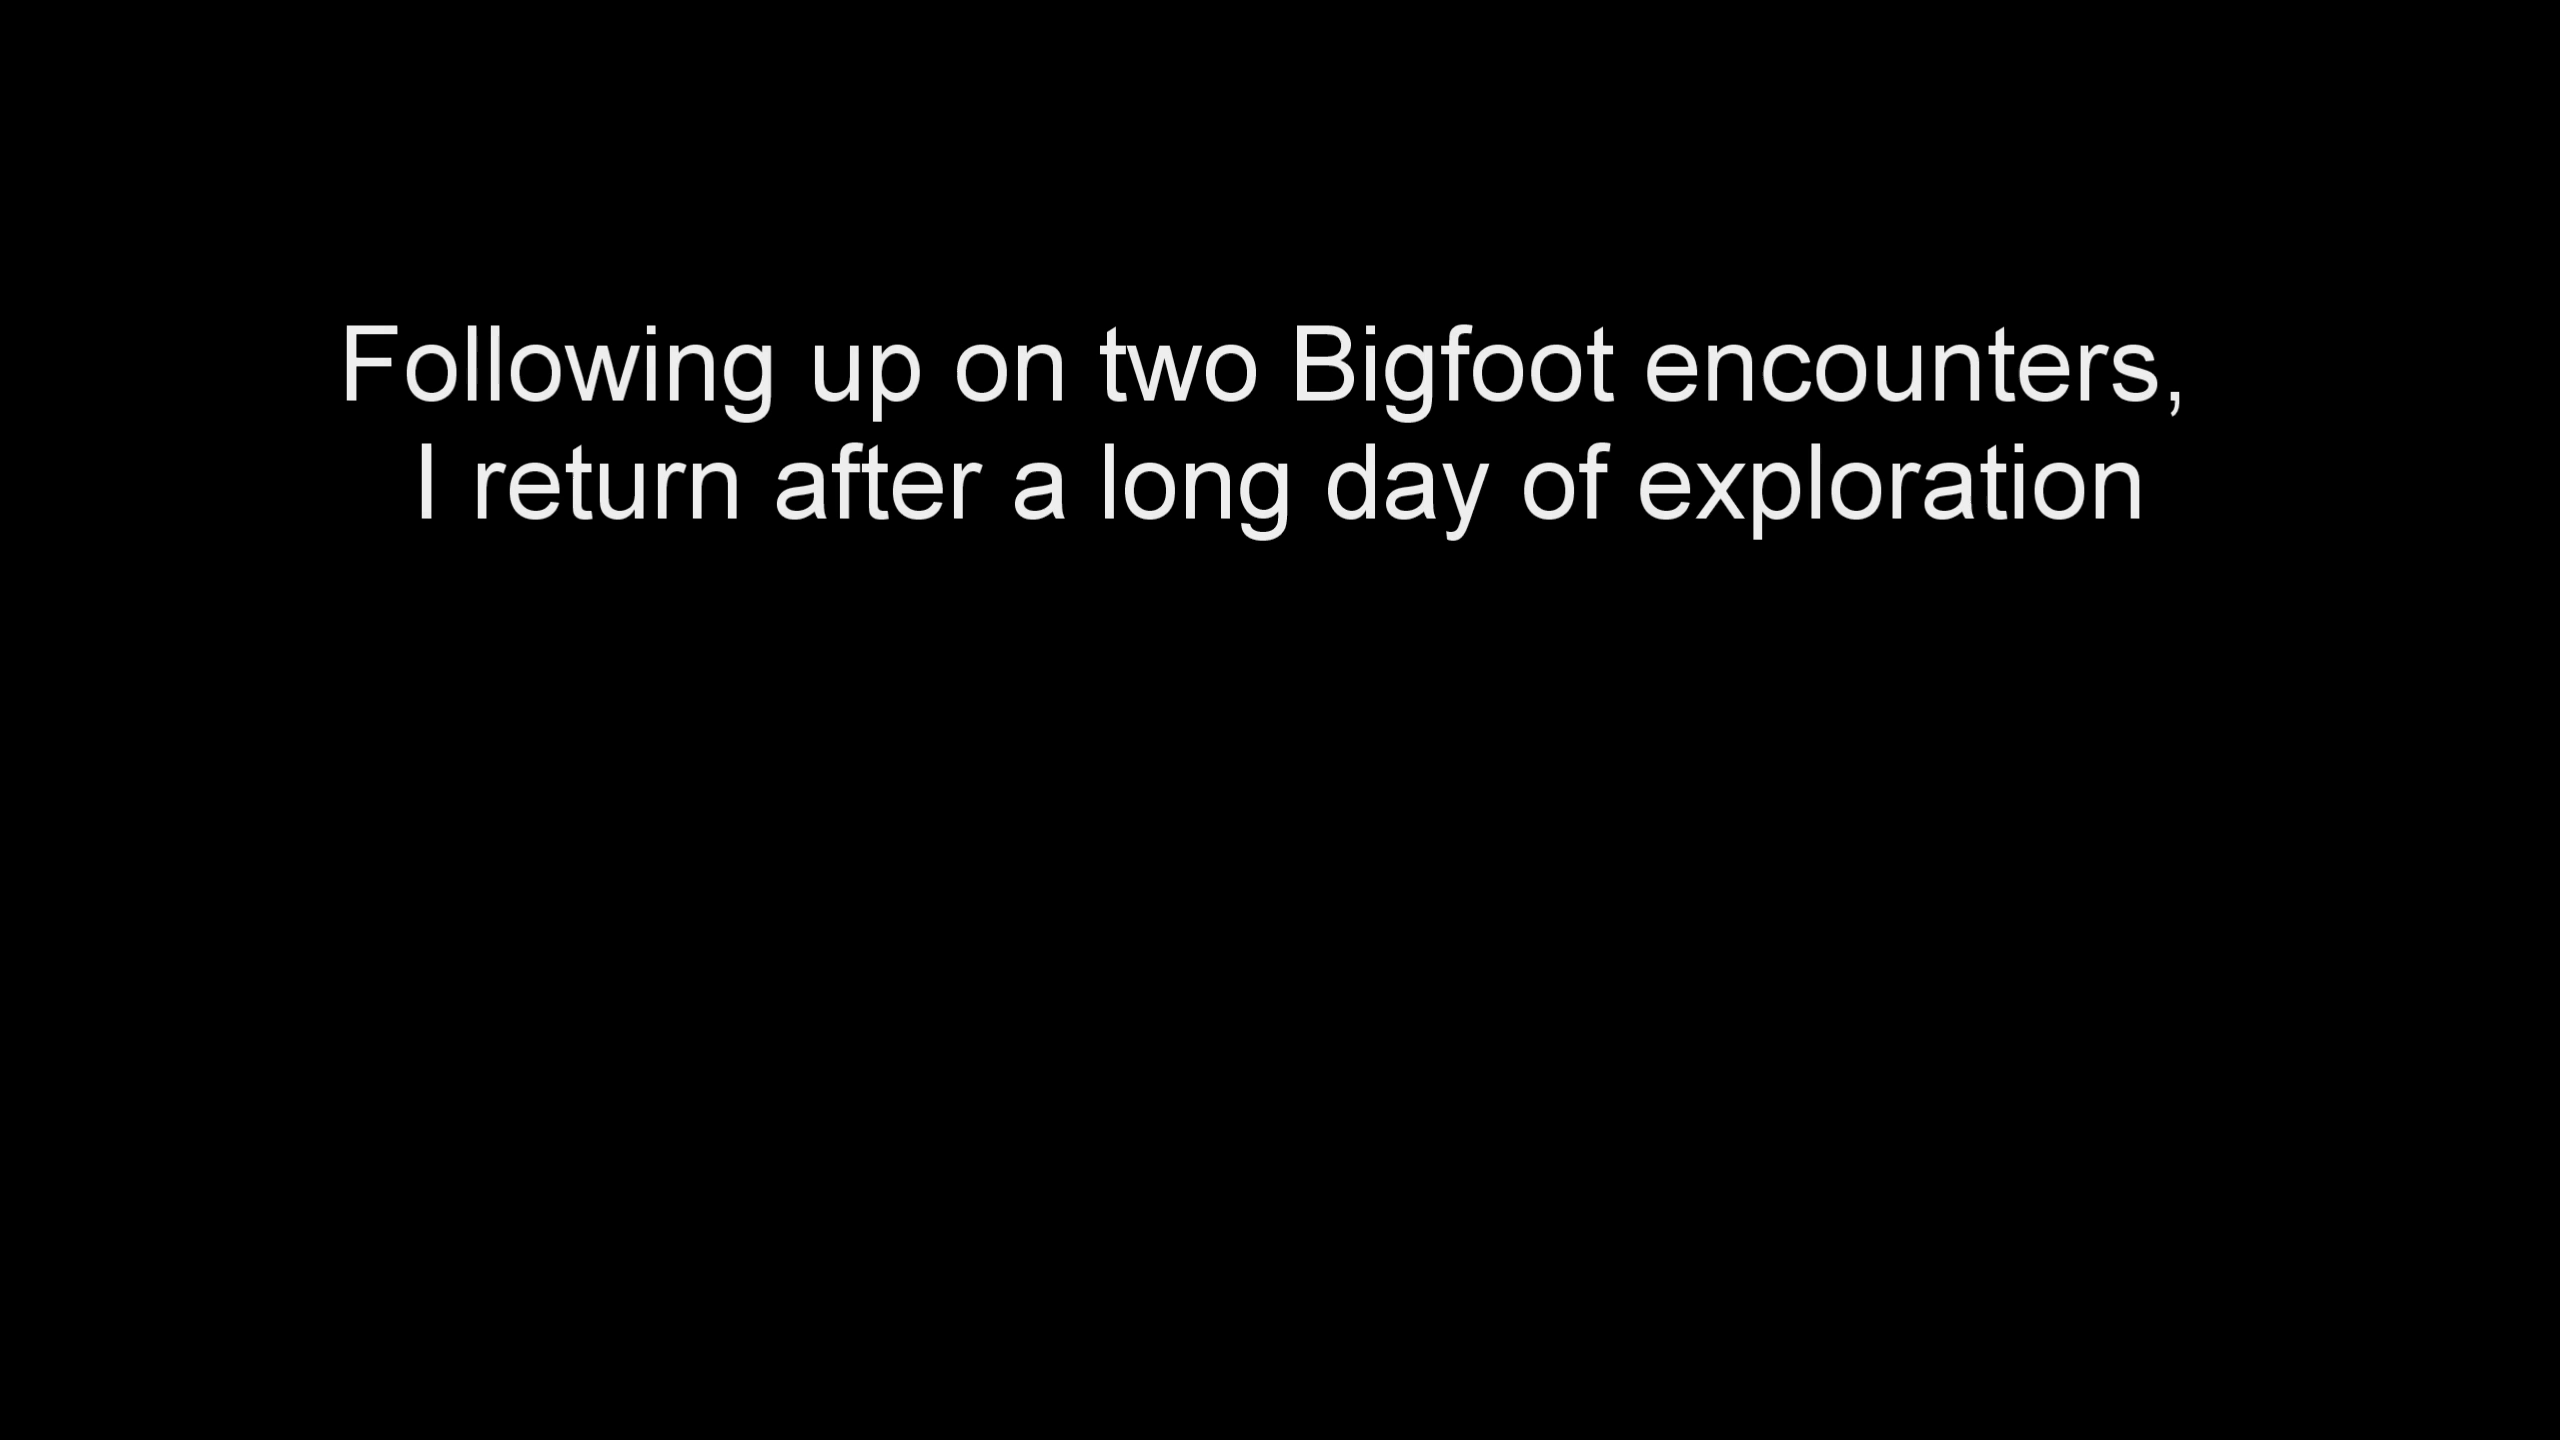 Following up on two Bigfoot encounters,
I return after a long day of exploration